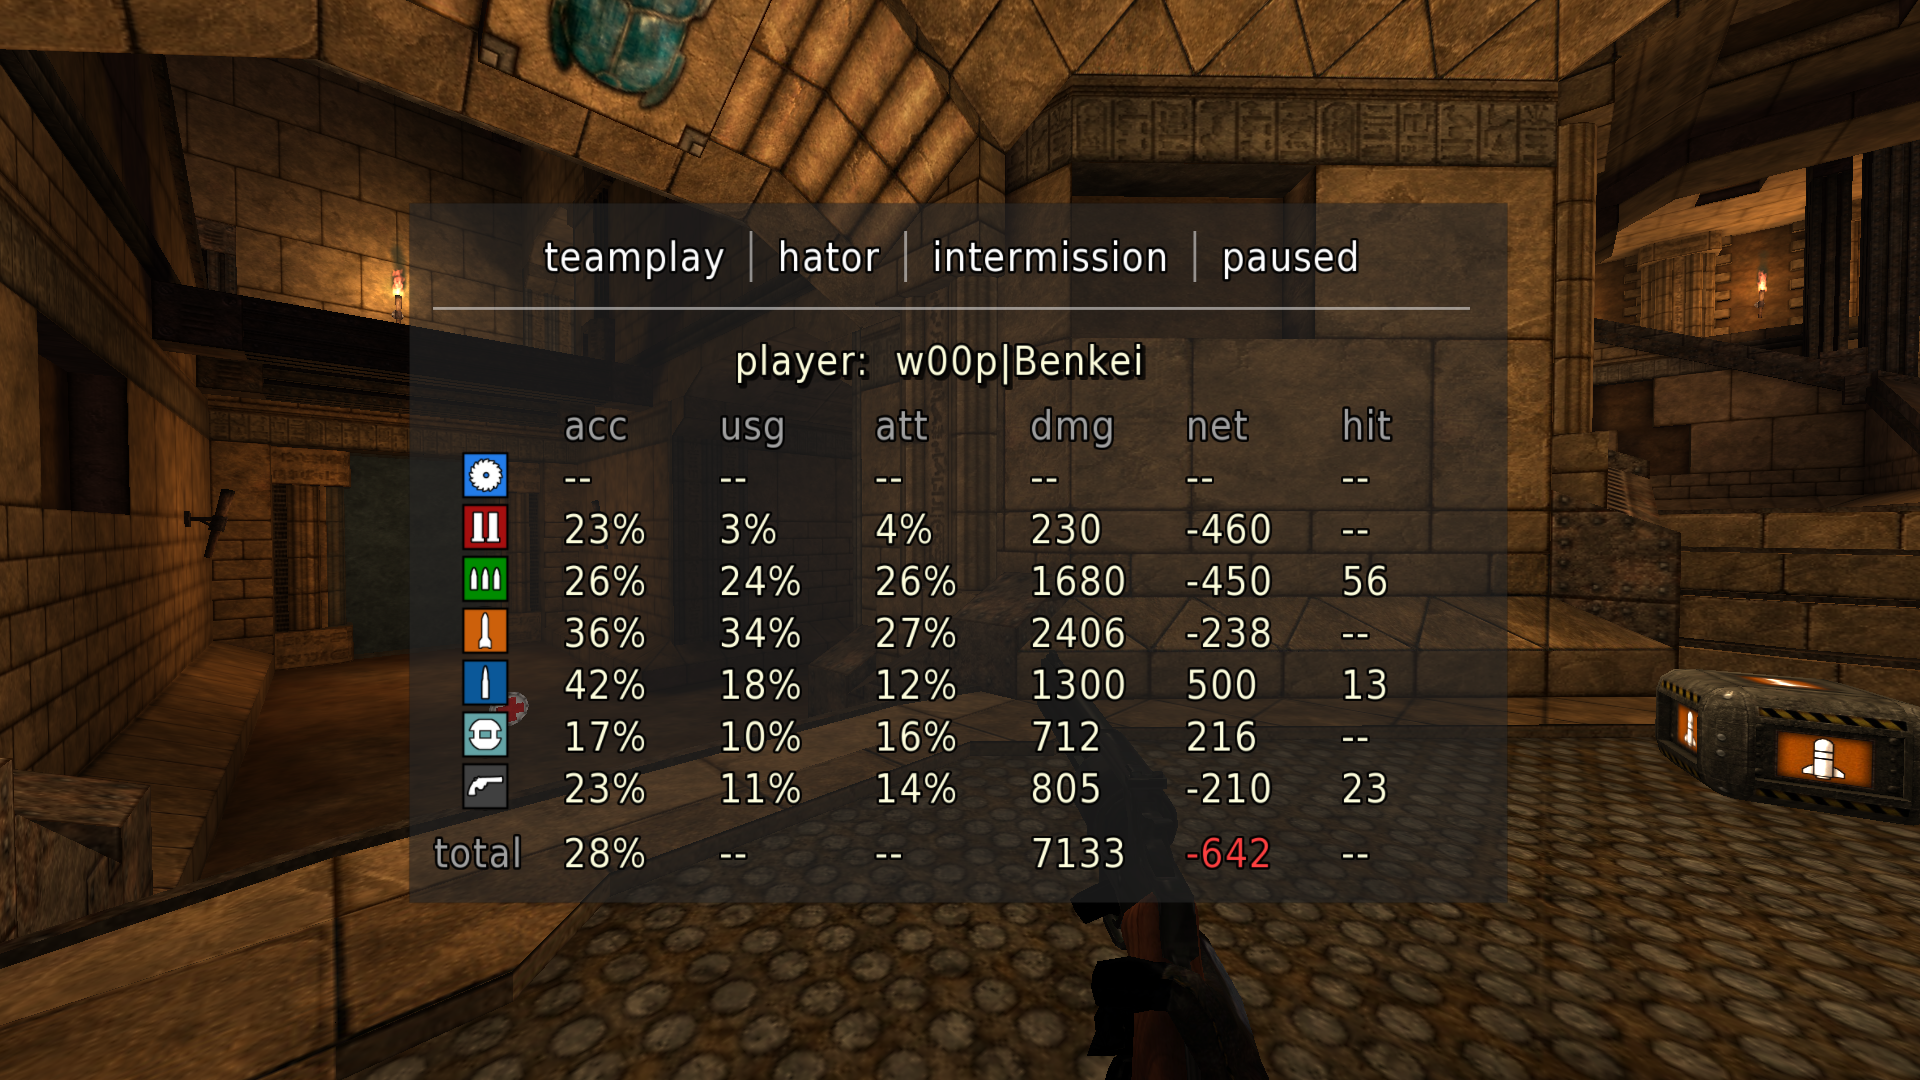 teamplay | hator | intermission | paused
player: w00p|Benkei
acc usg att dmg net hit
-- -- -- -- -- --
23% 3% 4% 230 -460 --
26% 24% 26% 1680 -450 56
36% 34% 27% 2406 -238 --
42% 18% 12% 1300 500 13
17% 10% 16% 712 216 --
23% 11% 14% 805 -210 23
total 28% -- -- 7133 -642 --